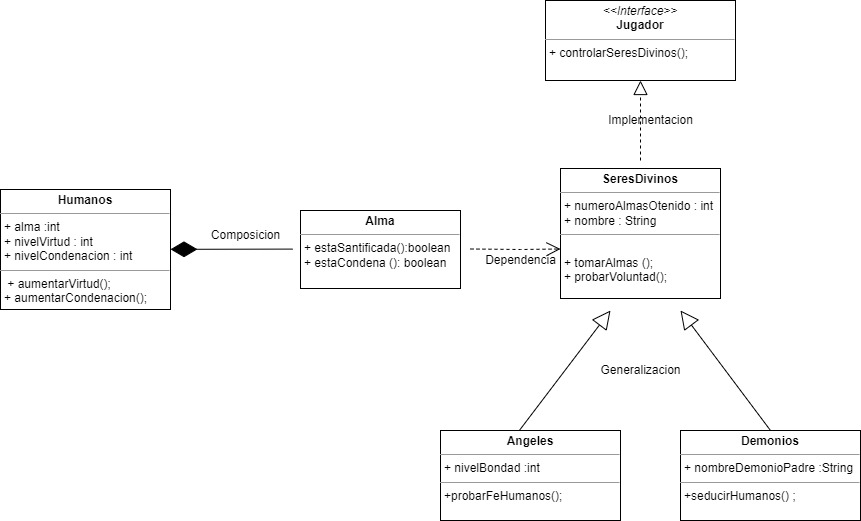 <<Interface>>
Jugador
+ controlarSeresDivinos();
Implementacion
SeresDivinos
+ numeroAlmasOtenido : int
+ nombre : String
+ tomarAlmas ();
+ probarVoluntad();
Humanos
+ alma :int
+ nivelVirtud : int
+ nivelCondenacion : int
+ aumentarVirtud();
+ aumentarCondenacion();
Composicion
Alma
+ estaSantificada():boolean
+ estaCondena (): boolean
Dependencia
Generalizacion
Angeles
+ nivelBondad :int
+probarFeHumanos();
Demonios
+ nombreDemonioPadre :String
+seducirHumanos() ;